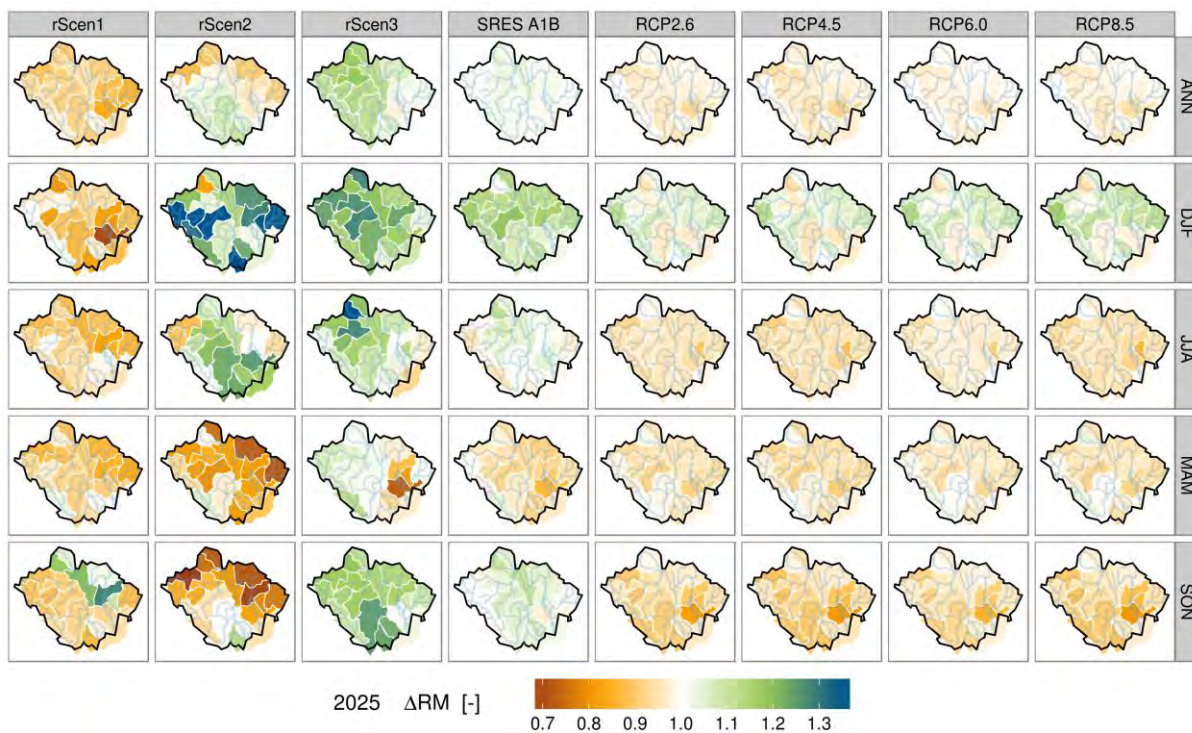 rScen1 rScen2 rScen3 SRES A1B RCP2.6 RCP4.5 RCP6.0 RCP8.5
ANN
DJF
JJA
MAM
SON
2025 ΔRM [-]
0.7 0.8 0.9 1.0 1.1 1.2 1.3